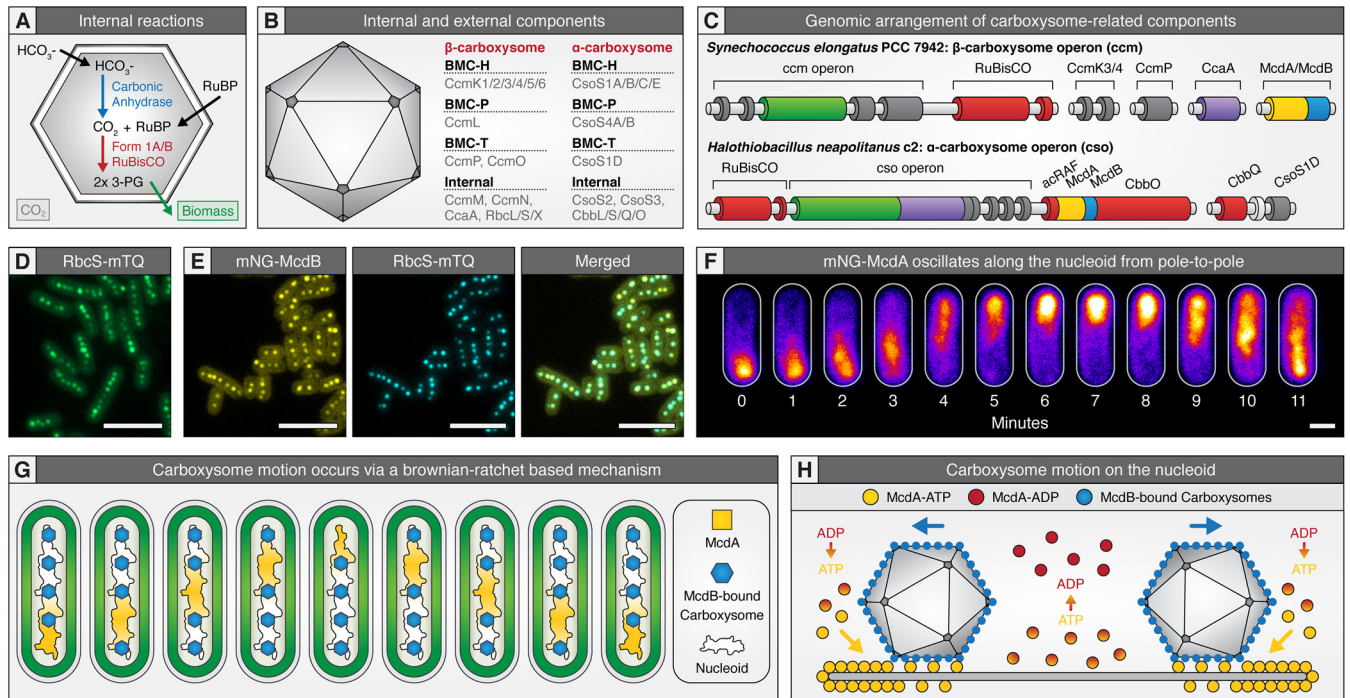 A Internal reactions
HCO3-
HCO3-
Carbonic
Anhydrase
RuBP
CO2 + RuBP
Form 1A/B
RuBisCO
2x 3-PG
CO2
Biomass
B Internal and external components
β-carboxysome
BMC-H
CcmK1/2/3/4/5/6
BMC-P
CcmL
BMC-T
CcmP, CcmO
Internal
CcmM, CcmN,
CcaA, RbcL/S/X
α-carboxysome
BMC-H
CsoS1A/B/C/E
BMC-P
CsoS4A/B
BMC-T
CsoS1D
Internal
CsoS2, CsoS3,
CbbL/S/Q/O
C Genomic arrangement of carboxysome-related components
Synechococcus elongatus PCC 7942: β-carboxysome operon (ccm)
ccm operon RuBisCO CcmK3/4 CcmP CcaA McdA/McdB
Halothiobacillus neapolitanus c2: α-carboxysome operon (cso)
RuBisCO cso operon acRAF McdA McdB CbbO CbbQ CsoS1D
D RbcS-mTQ
E mNG-McdB RbcS-mTQ Merged
F mNG-McdA oscillates along the nucleoid from pole-to-pole
0 1 2 3 4 5 6 7 8 9 10 11
Minutes
G Carboxysome motion occurs via a brownian-ratchet based mechanism
McdA
McdB-bound
Carboxysome
Nucleoid
H Carboxysome motion on the nucleoid
McdA-ATP McdA-ADP McdB-bound Carboxysomes
ADP
ATP
ADP
ATP
ADP
ATP